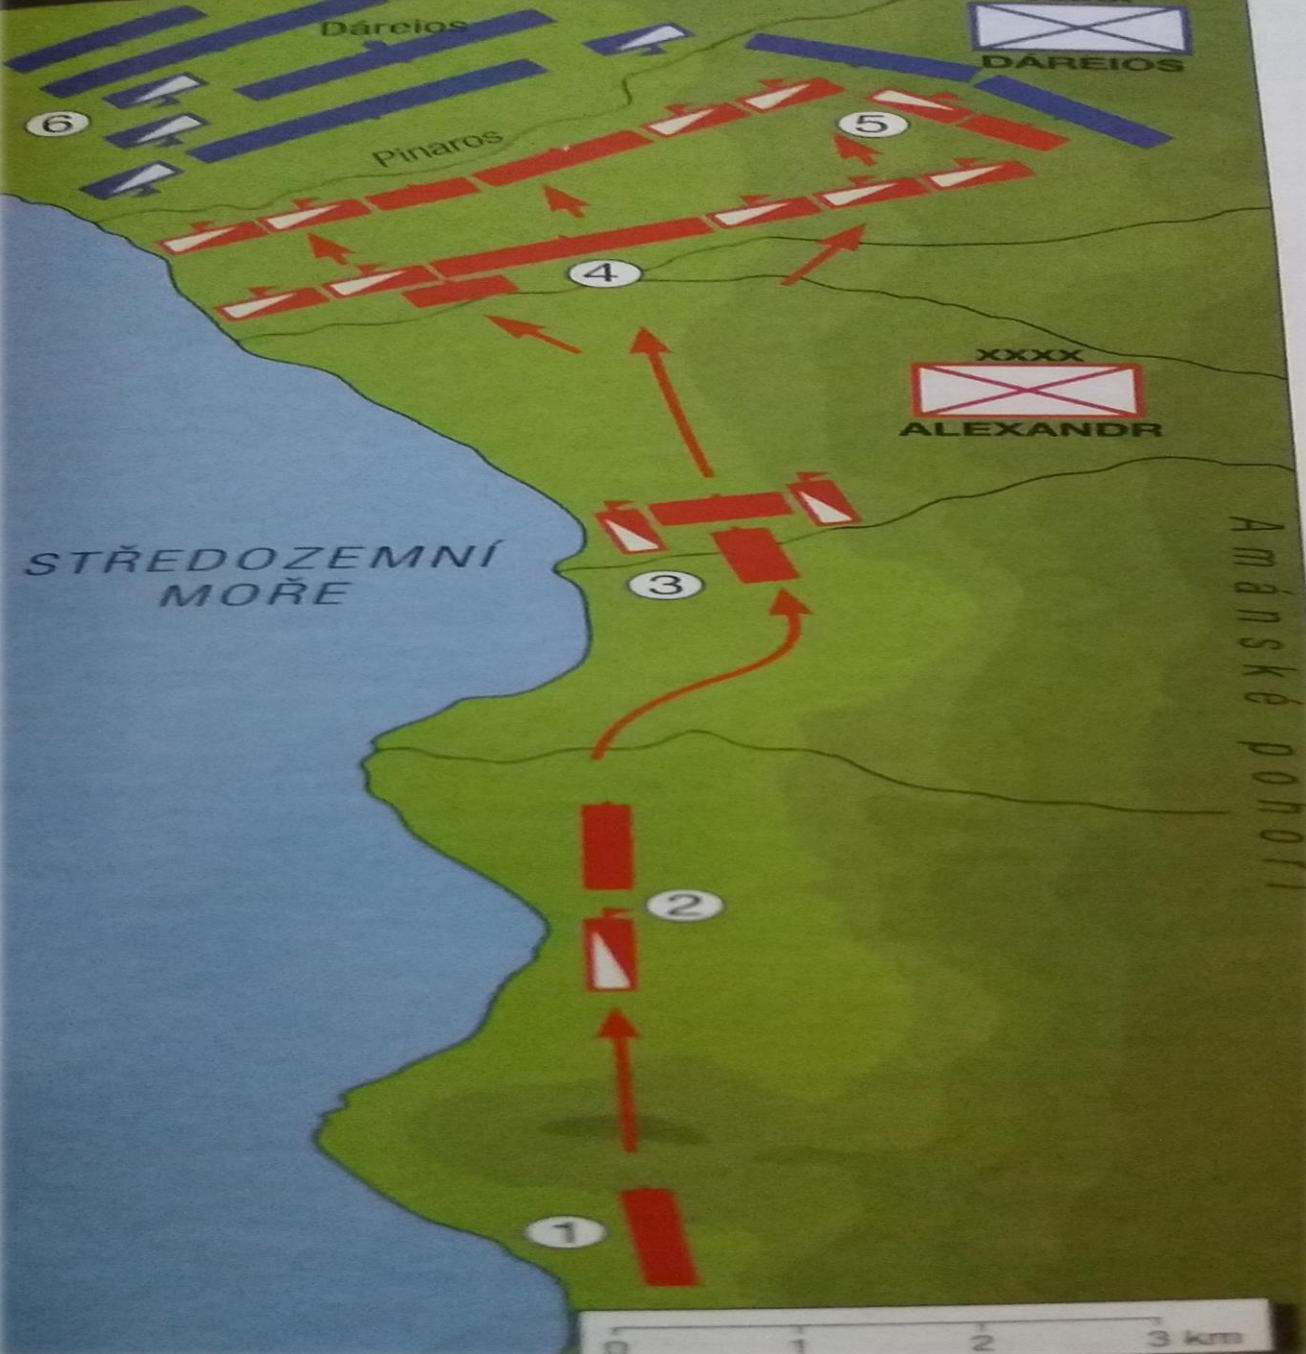 Dáreios
DÁREIOS
6
5
Pinaros
4
XXXX
ALEXANDR
STŘEDOZEMNÍ
MOŘE
3
Amánské pohoří
2
1
0 1 2 3 km